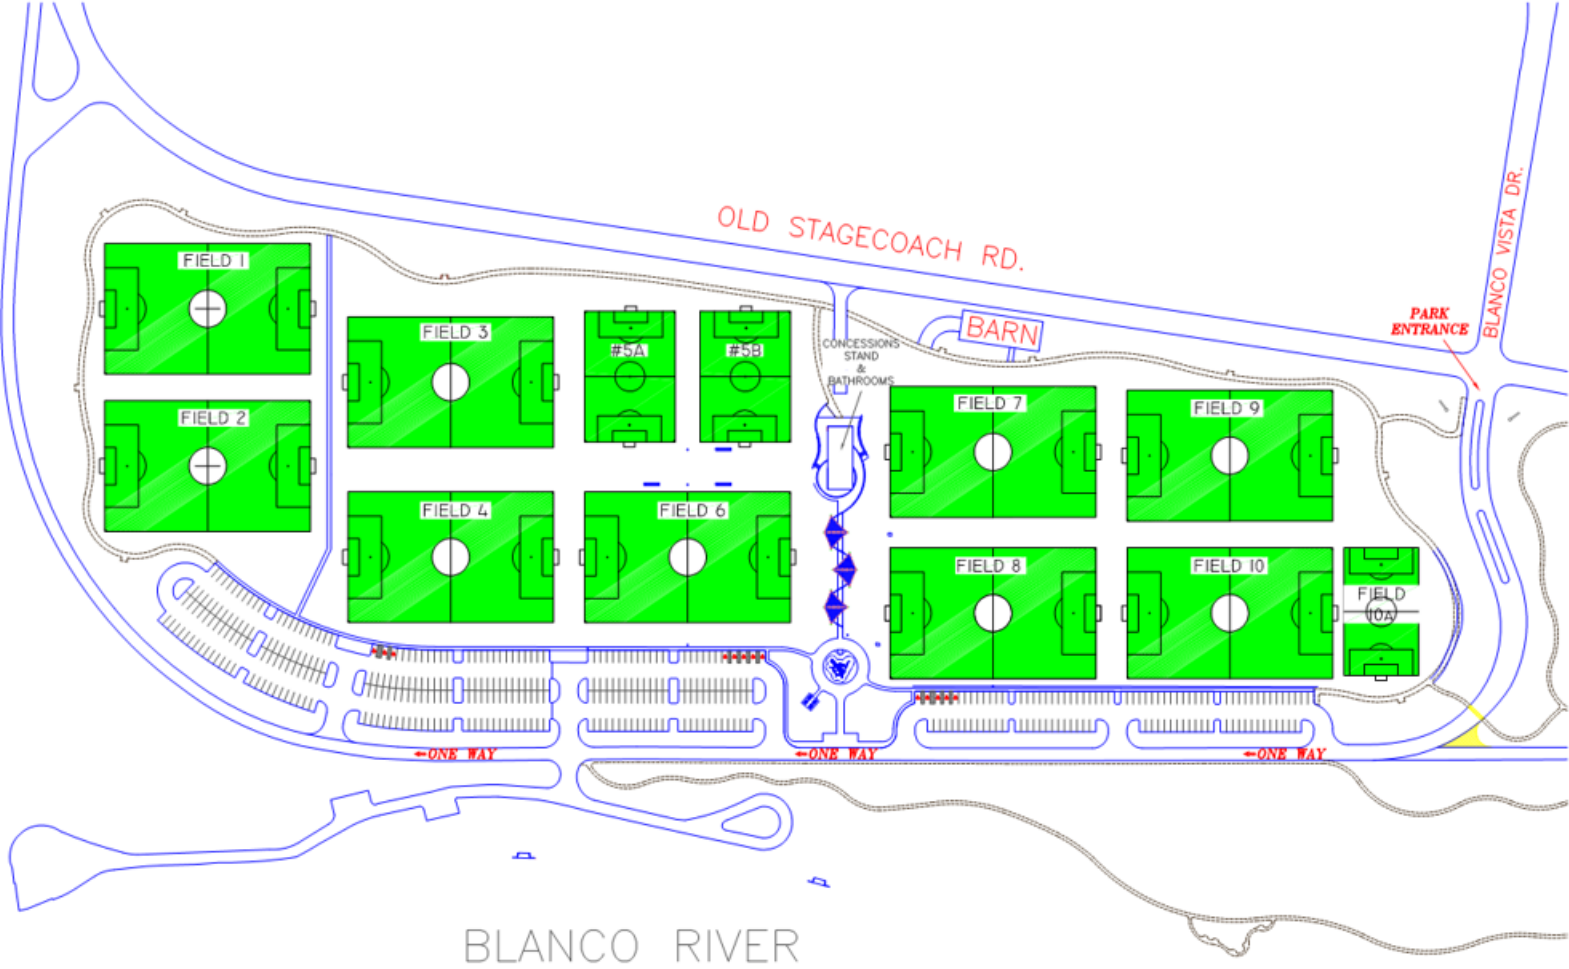 OLD STAGECOACH RD.
BLANCO VISTA DR.
PARK
ENTRANCE
BARN
FIELD 1
FIELD 2
FIELD 3
#5A
#5B
CONCESSIONS
STAND
&
BATHROOMS
FIELD 7
FIELD 9
FIELD 4
FIELD 6
FIELD 8
FIELD 10
FIELD
10A
←ONE WAY
←ONE WAY
←ONE WAY
BLANCO RIVER